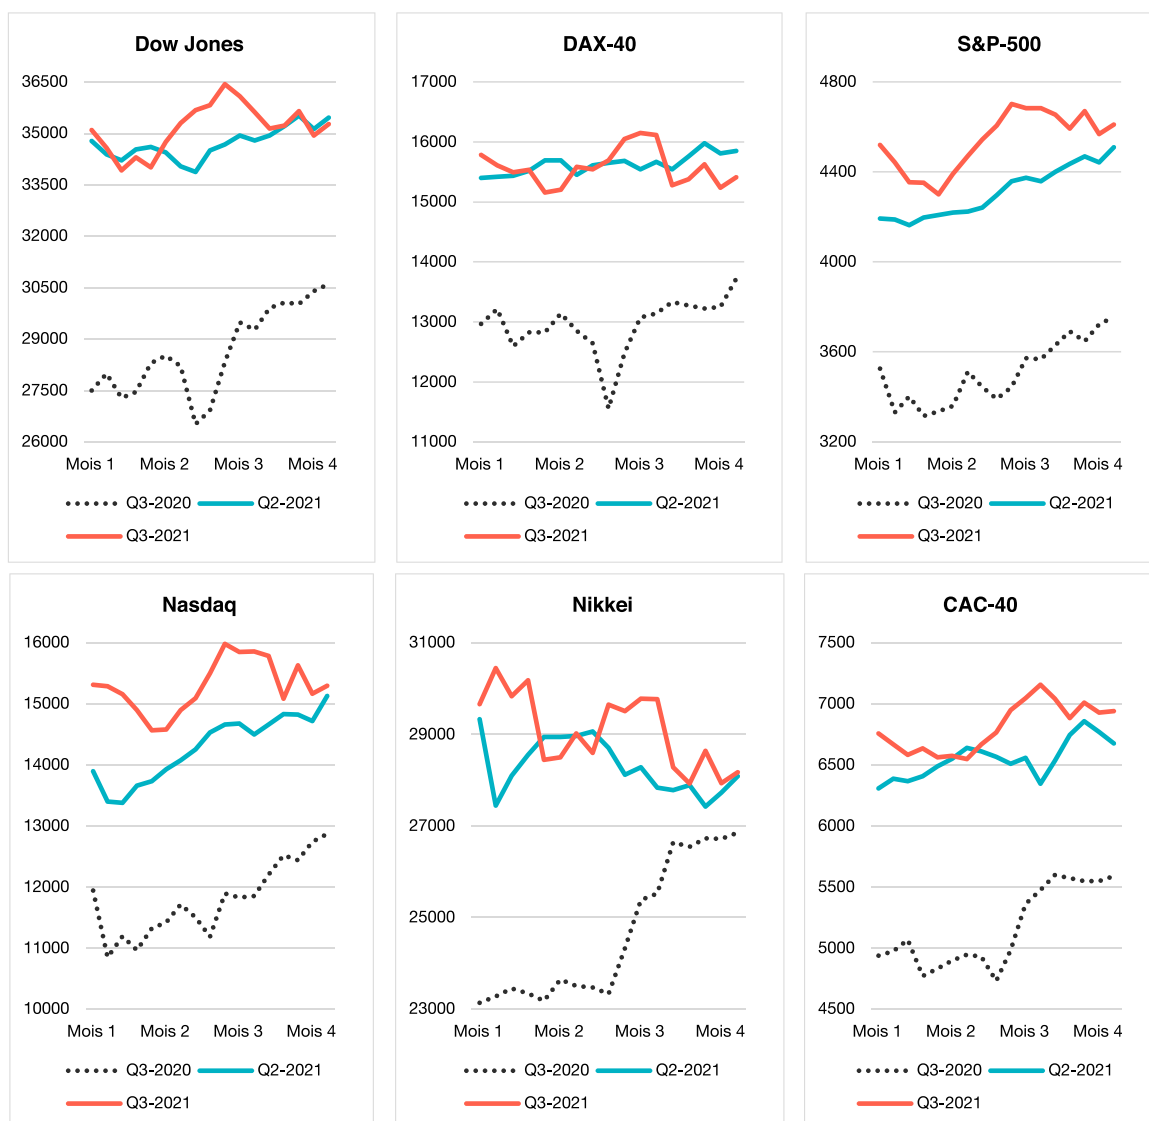 Dow Jones
36500
35000
33500
32000
30500
29000
27500
26000
Mois 1 Mois 2 Mois 3 Mois 4
Q3-2020 Q2-2021
Q3-2021
DAX-40
17000
16000
15000
14000
13000
12000
11000
Mois 1 Mois 2 Mois 3 Mois 4
Q3-2020 Q2-2021
Q3-2021
S&P-500
4800
4400
4000
3600
3200
Mois 1 Mois 2 Mois 3 Mois 4
Q3-2020 Q2-2021
Q3-2021
Nasdaq
16000
15000
14000
13000
12000
11000
10000
Mois 1 Mois 2 Mois 3 Mois 4
Q3-2020 Q2-2021
Q3-2021
Nikkei
31000
29000
27000
25000
23000
Mois 1 Mois 2 Mois 3 Mois 4
Q3-2020 Q2-2021
Q3-2021
CAC-40
7500
7000
6500
6000
5500
5000
4500
Mois 1 Mois 2 Mois 3 Mois 4
Q3-2020 Q2-2021
Q3-2021